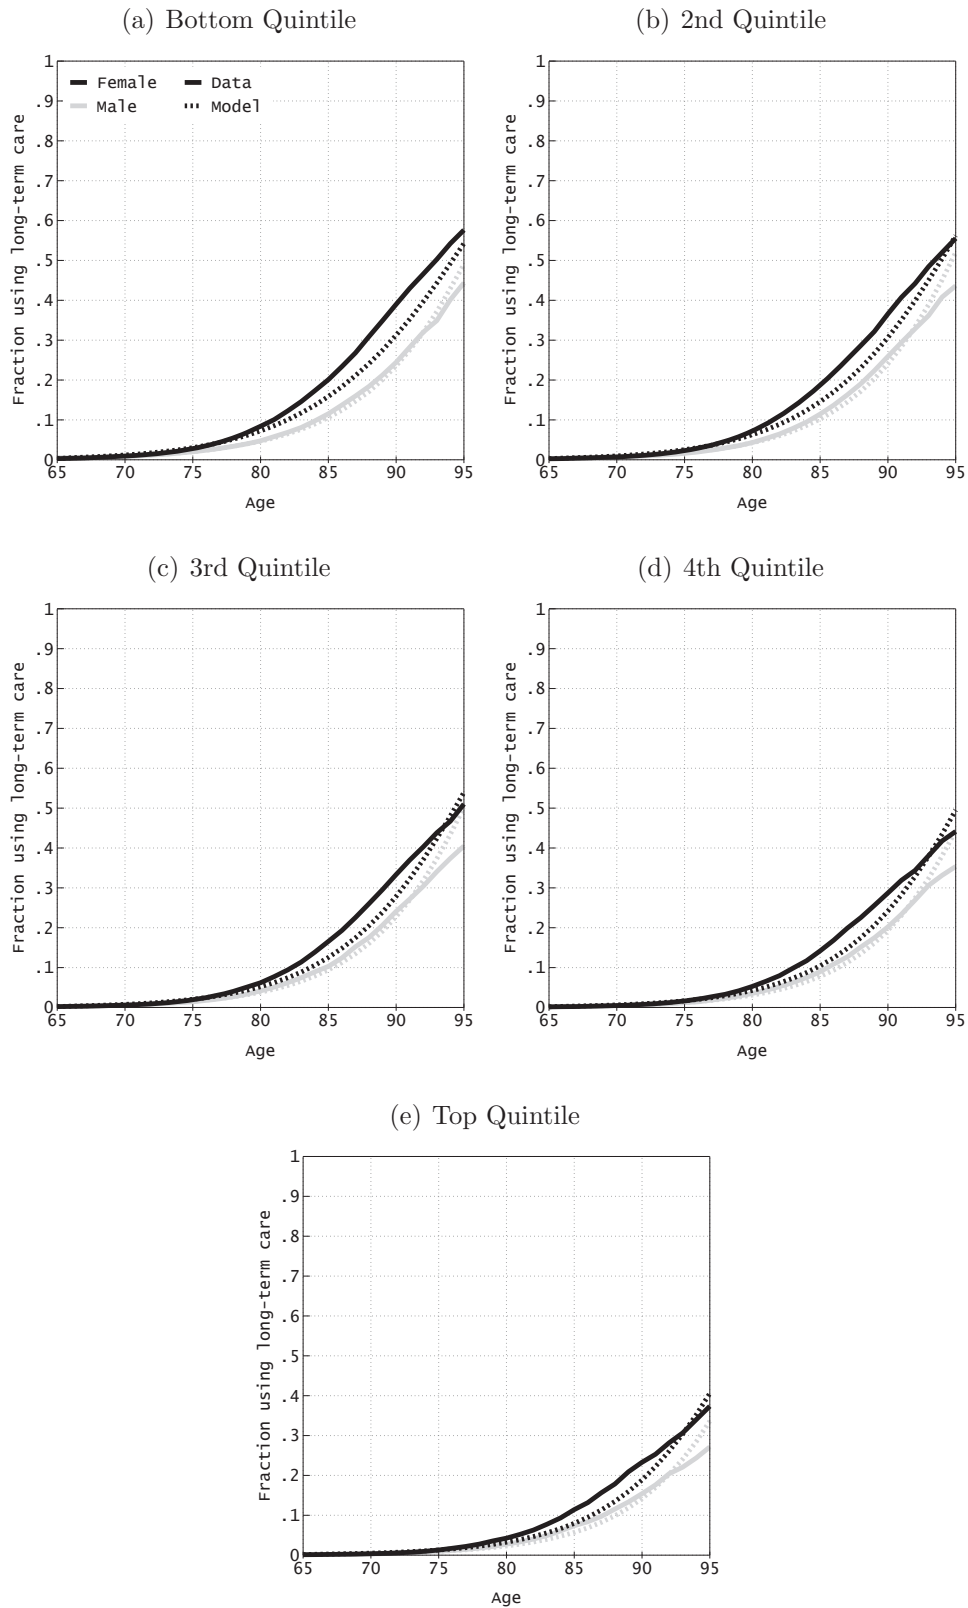 (a) Bottom Quintile
1
.9
.8
.7
.6
.5
.4
.3
.2
.1
0
Fraction using long-term care
Female Data
Male Model
65 70 75 80 85 90 95
Age
(b) 2nd Quintile
1
.9
.8
.7
.6
.5
.4
.3
.2
.1
0
Fraction using long-term care
65 70 75 80 85 90 95
Age
(c) 3rd Quintile
1
.9
.8
.7
.6
.5
.4
.3
.2
.1
0
Fraction using long-term care
65 70 75 80 85 90 95
Age
(d) 4th Quintile
1
.9
.8
.7
.6
.5
.4
.3
.2
.1
0
Fraction using long-term care
65 70 75 80 85 90 95
Age
(e) Top Quintile
1
.9
.8
.7
.6
.5
.4
.3
.2
.1
0
Fraction using long-term care
65 70 75 80 85 90 95
Age